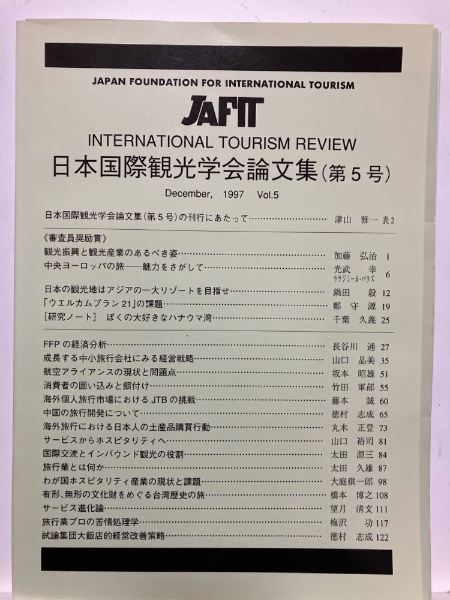 JAPAN FOUNDATION FOR INTERNATIONAL TOURISM
JAFIT
INTERNATIONAL TOURISM REVIEW
日本国際観光学会論文集(第5号)
December, 1997 Vol.5
日本国際観光学会論文集(第5号)の刊行にあたって………………… 津山 雅一 表2
《審査員奨励賞》
観光振興と観光産業のあるべき姿………………… 加藤 弘治 1
中央ヨーロッパの旅――魅力をさがして………………… 光武 幸
ウラジミール・バラズ 6
日本の観光地はアジアの一大リゾートを目指せ………………… 鍋田 毅 12
「ウエルカムプラン21」の課題………………… 鄭 守源 19
[研究ノート] ぼくの大好きなハナウマ湾………………… 千葉 久義 25
FFPの経済分析………………… 長谷川 通 27
成長する中小旅行会社にみる経営戦略………………… 山口 晶美 35
航空アライアンスの現状と問題点………………… 坂本 昭雄 51
消費者の囲い込みと餌付け………………… 竹田 軍郁 55
海外個人旅行市場におけるJTBの挑戦………………… 藤本 誠 60
中国の旅行開発について………………… 徳村 志成 65
海外旅行における日本人の土産品購買行動………………… 丸木 正登 73
サービスからホスピタリティへ………………… 山口 裕司 81
国際交流とインバウンド観光の役割………………… 太田 源三 84
旅行業とは何か………………… 太田 久雄 87
わが国ホスピタリティ産業の現状と課題………………… 大庭祺一郎 98
有形、無形の文化財をめぐる台湾歴史の旅………………… 橋本 博之 108
サービス進化論………………… 望月 清文 111
旅行業プロの苦情処理学………………… 梅沢 功 117
試論集団大飯店的経営改善策略………………… 徳村 志成 122